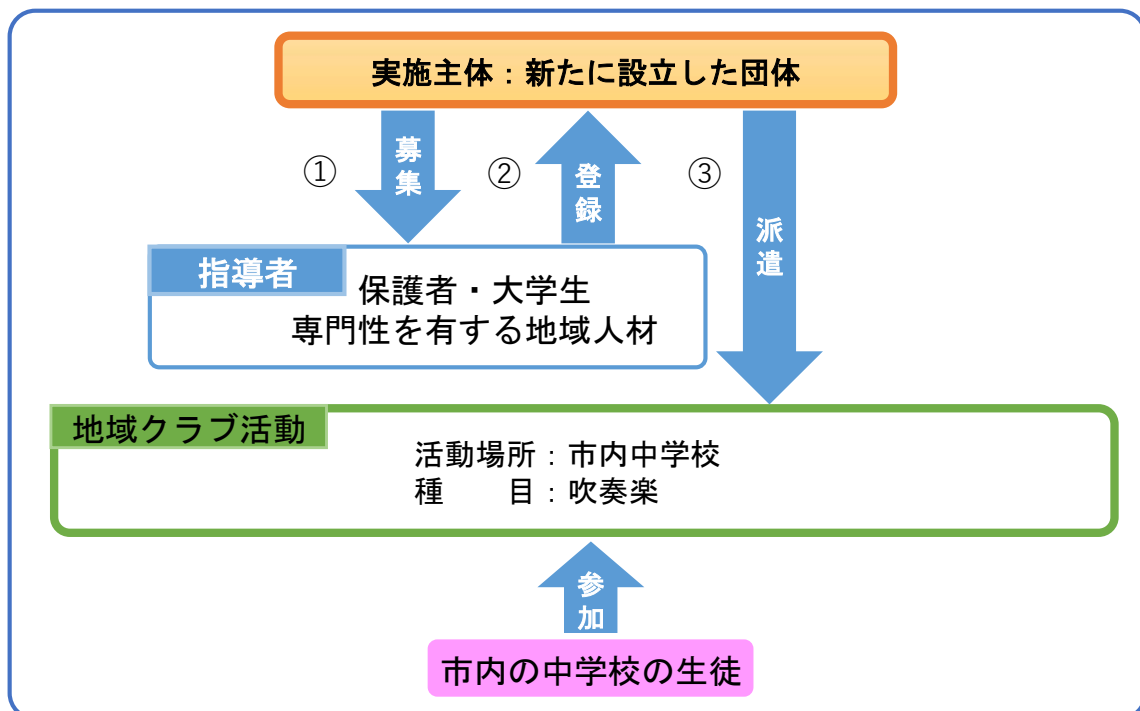 実施主体：新たに設立した団体
①
募集
②
登録
③
派遣
指導者
保護者・大学生
専門性を有する地域人材
地域クラブ活動
活動場所：市内中学校
種　　目：吹奏楽
参加
市内の中学校の生徒